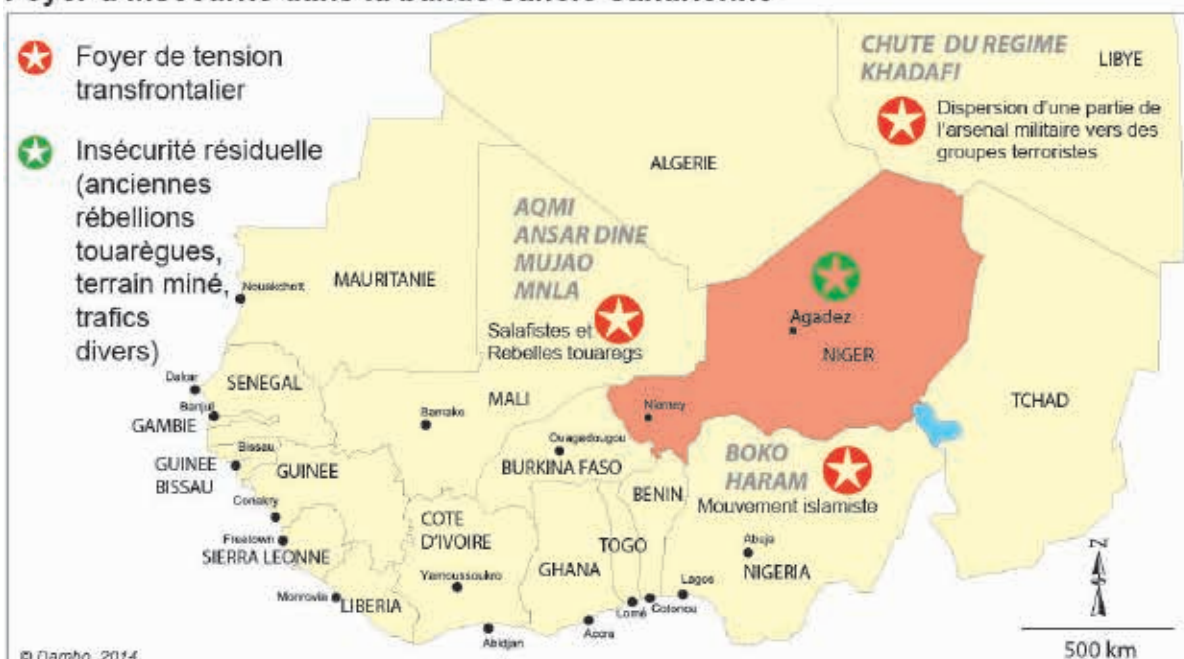 Foyer de tension
transfrontalier
Insécurité résiduelle
(anciennes
rébellions
touarègues,
terrain miné,
trafics
divers)
CHUTE DU REGIME
KHADAFI
LIBYE
Dispersion d'une partie de
l'arsenal militaire vers des
groupes terroristes
ALGERIE
AQMI
ANSAR DINE
MUJAO
MNLA
Salafistes et
Rebelles touaregs
MAURITANIE
Nouakchott
Agadez
NIGER
TCHAD
Dakar
SENEGAL
Banjul
GAMBIE
MALI
Bamako
Niamey
Ouagadougou
BURKINA FASO
Bissau
GUINEE
BISSAU
GUINEE
Conakry
BOKO
HARAM
Mouvement islamiste
BENIN
Freetown
SIERRA LEONNE
COTE
D'IVOIRE
Yamoussoukro
GHANA
TOGO
Abuja
NIGERIA
Monrovia
LIBERIA
Lagos
Lomé
Cotonou
Accra
Abidjan
N
500 km
© Dambo, 2014